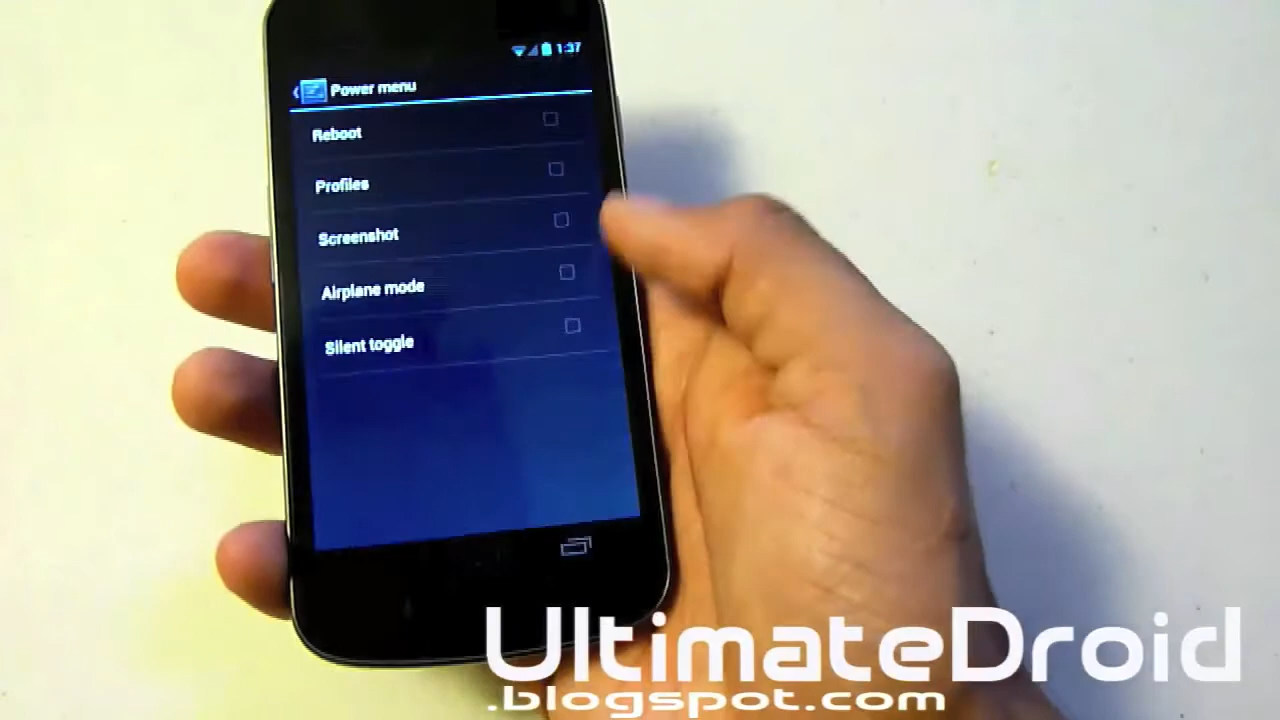 1:37
Power menu
Reboot
Profiles
Screenshot
Airplane mode
Silent toggle
UltimateDroid
.blogspot.com